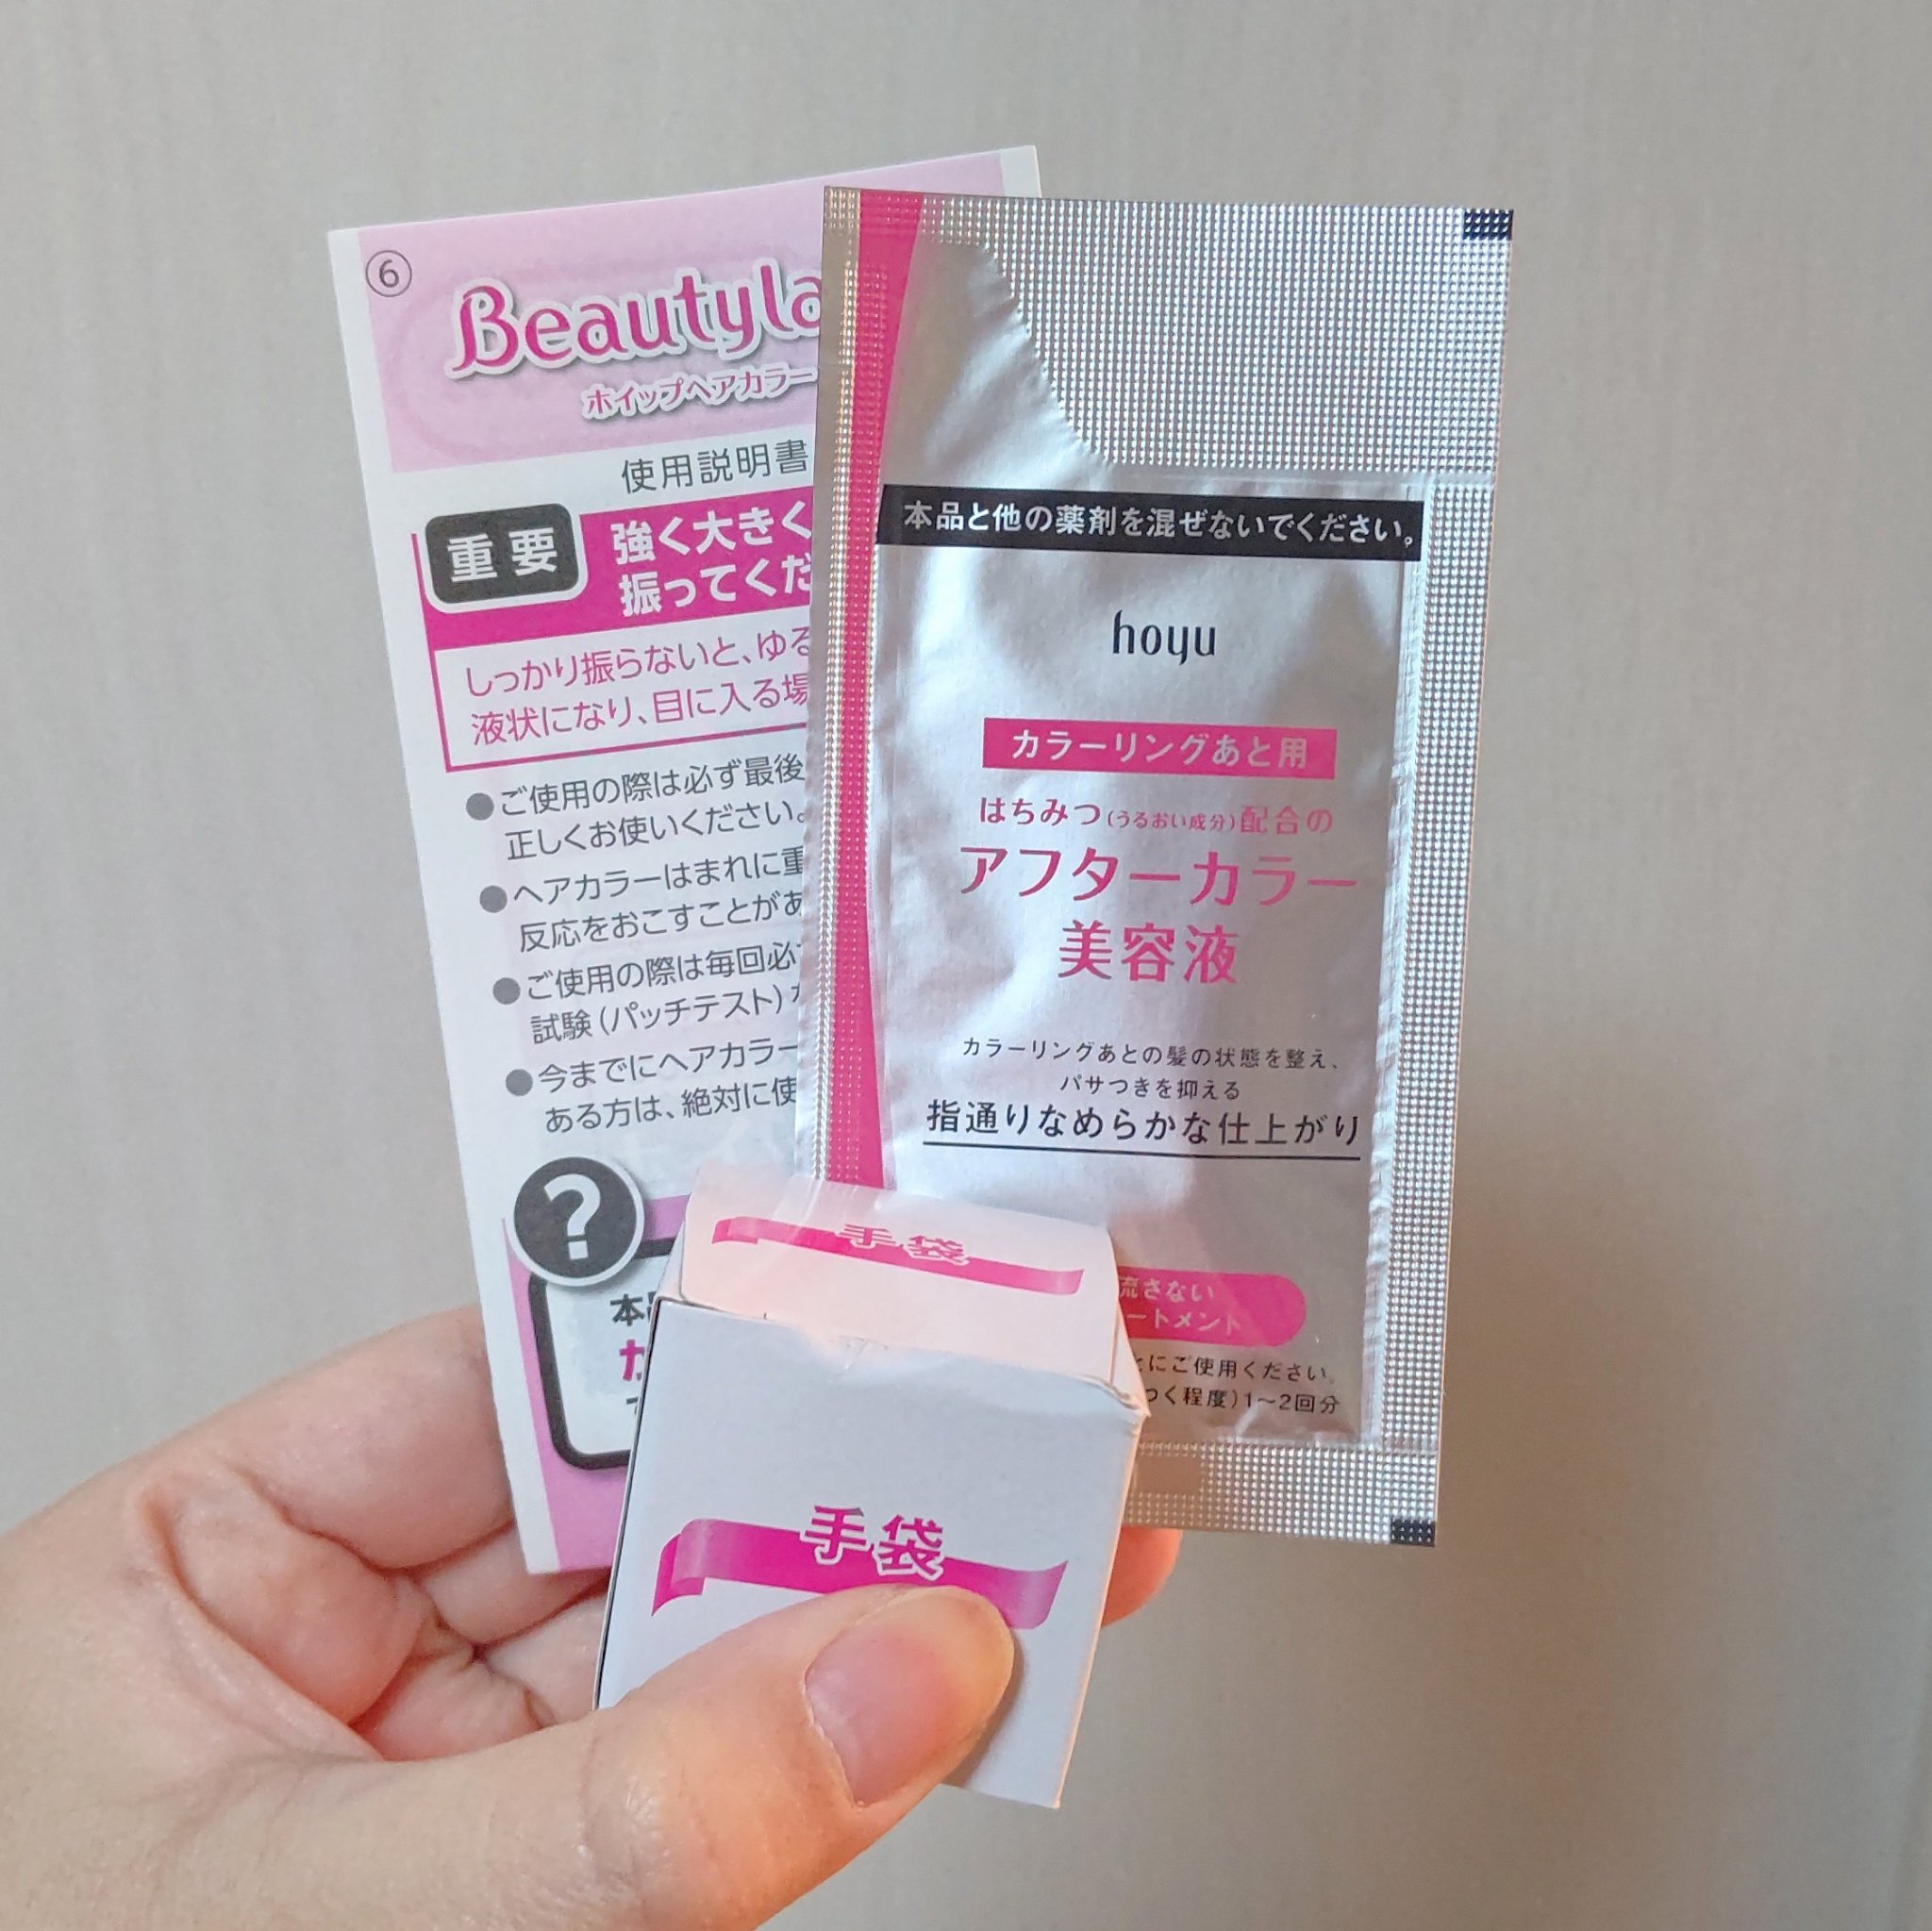 ⑥
Beautyla
ホイップヘアカラー
使用説明書
重要
強く大きく
振ってくだ
しっかり振らないと、ゆる
液状になり、目に入る場
●ご使用の際は必ず最後
正しくお使いください。
●ヘアカラーはまれに重
反応をおこすことがあ
●ご使用の際は毎回必
試験(パッチテスト)
●今までにヘアカラー
ある方は、絶対に使
?
本
本品と他の薬剤を混ぜないでください。
hoyu
カラーリングあと用
はちみつ(うるおい成分)配合の
アフターカラー
美容液
カラーリングあとの髪の状態を整え、
パサつきを抑える
指通りなめらかな仕上がり
流さない
ートメント
とにご使用ください。
つく程度)1〜2回分
手袋
手袋